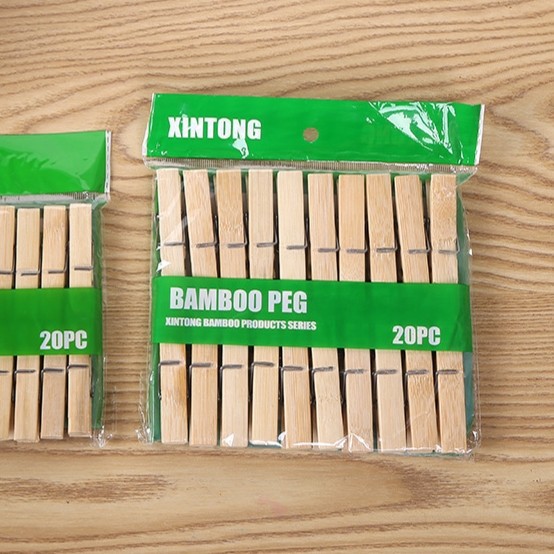 XINTONG
BAMBOO PEG
XINTONG BAMBOO PRODUCTS SERIES
20PC
20PC